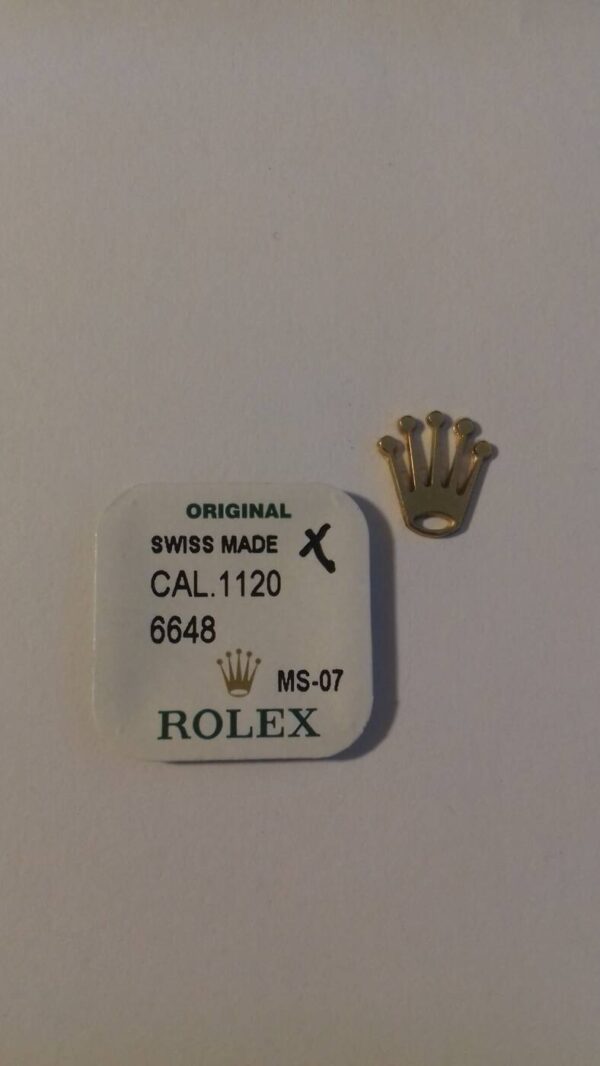 ORIGINAL
SWISS MADE X
CAL.1120
6648
MS-07
ROLEX